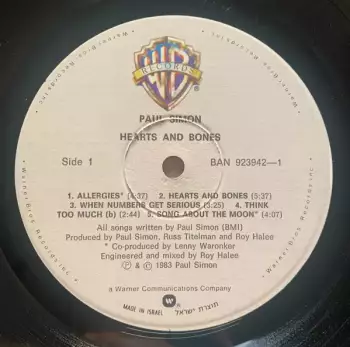 WB
RECORDS
PAUL SIMON
HEARTS AND BONES
Side 1 BAN 923942—1
1. ALLERGIES* (4:37) 2. HEARTS AND BONES (5:37)
3. WHEN NUMBERS GET SERIOUS (3:25) 4. THINK
TOO MUCH (b) (2:44) 5. SONG ABOUT THE MOON* (4:07)
All songs written by Paul Simon (BMI)
Produced by Paul Simon, Russ Titelman and Roy Halee
* Co-produced by Lenny Waronker
Engineered and mixed by Roy Halee
Ⓟ & © 1983 Paul Simon
a Warner Communications Company
MADE IN ISRAEL תוצרת ישראל